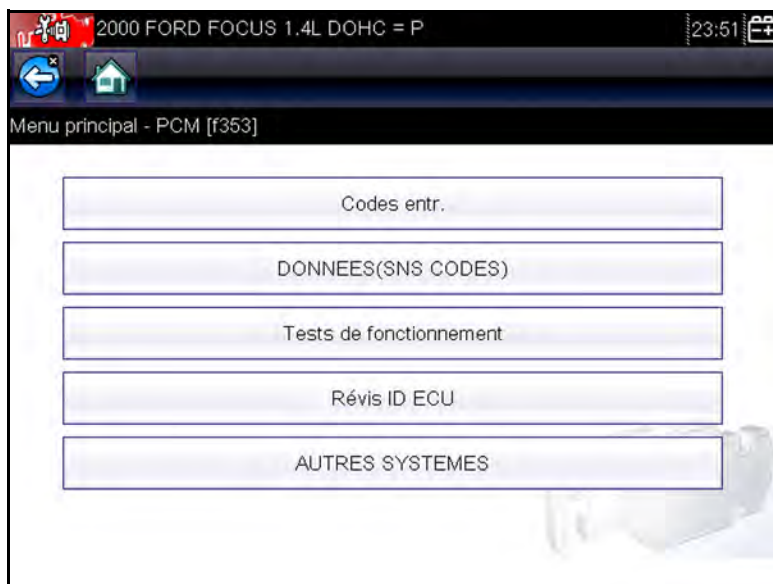 2000 FORD FOCUS 1.4L DOHC = P
23:51
Menu principal - PCM [f353]
Codes entr.
DONNEES(SNS CODES)
Tests de fonctionnement
Révis ID ECU
AUTRES SYSTEMES